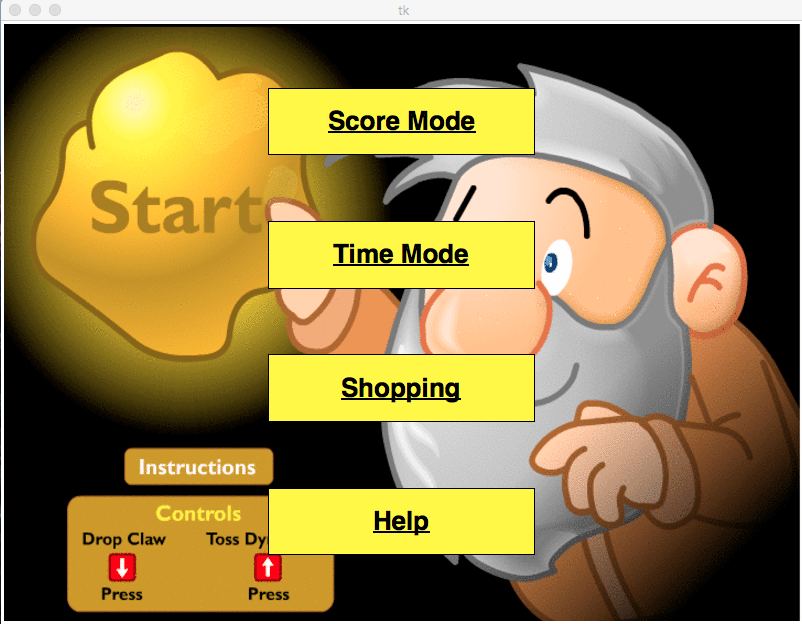 tk
Score Mode
Start
Time Mode
Shopping
Instructions
Controls
Help
Drop Claw
Toss Dy
Press
Press